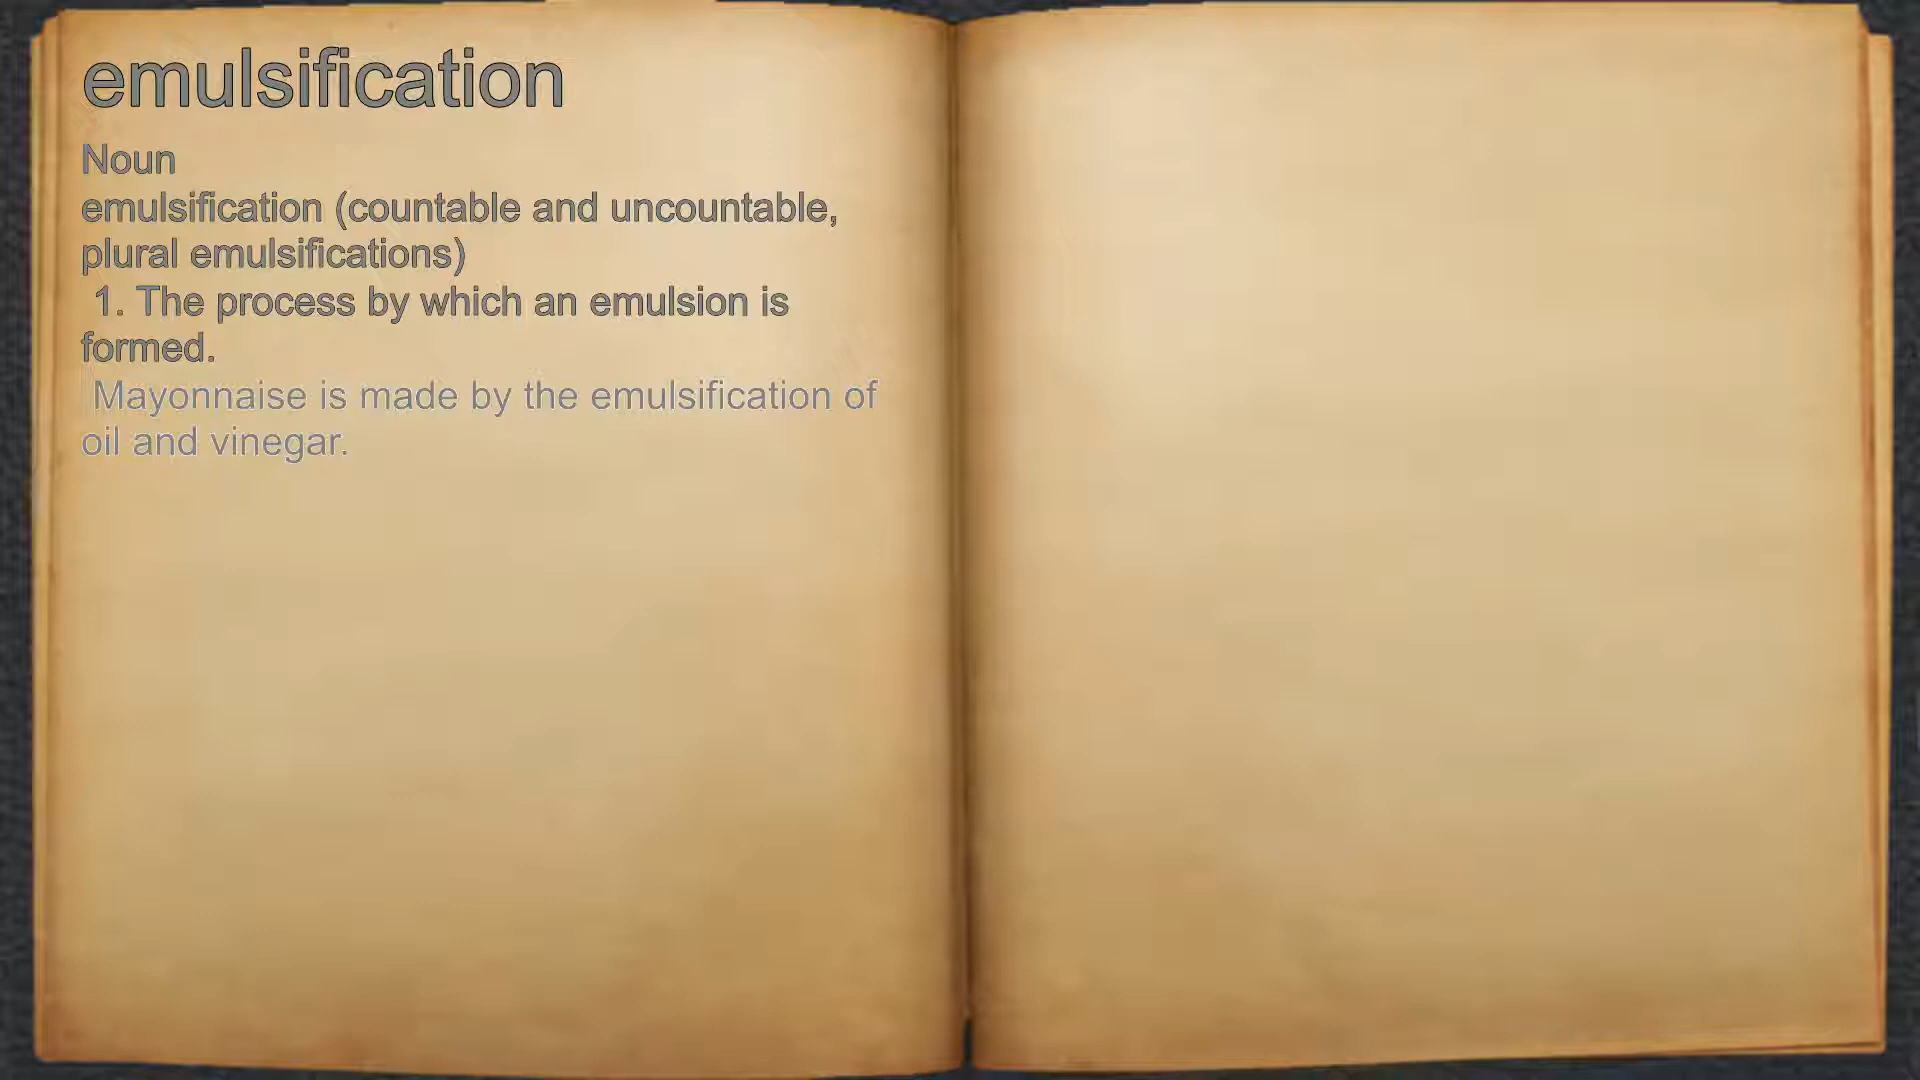 emulsification
Noun
emulsification (countable and uncountable,
plural emulsifications)
1. The process by which an emulsion is
formed.
Mayonnaise is made by the emulsification of
oil and vinegar.